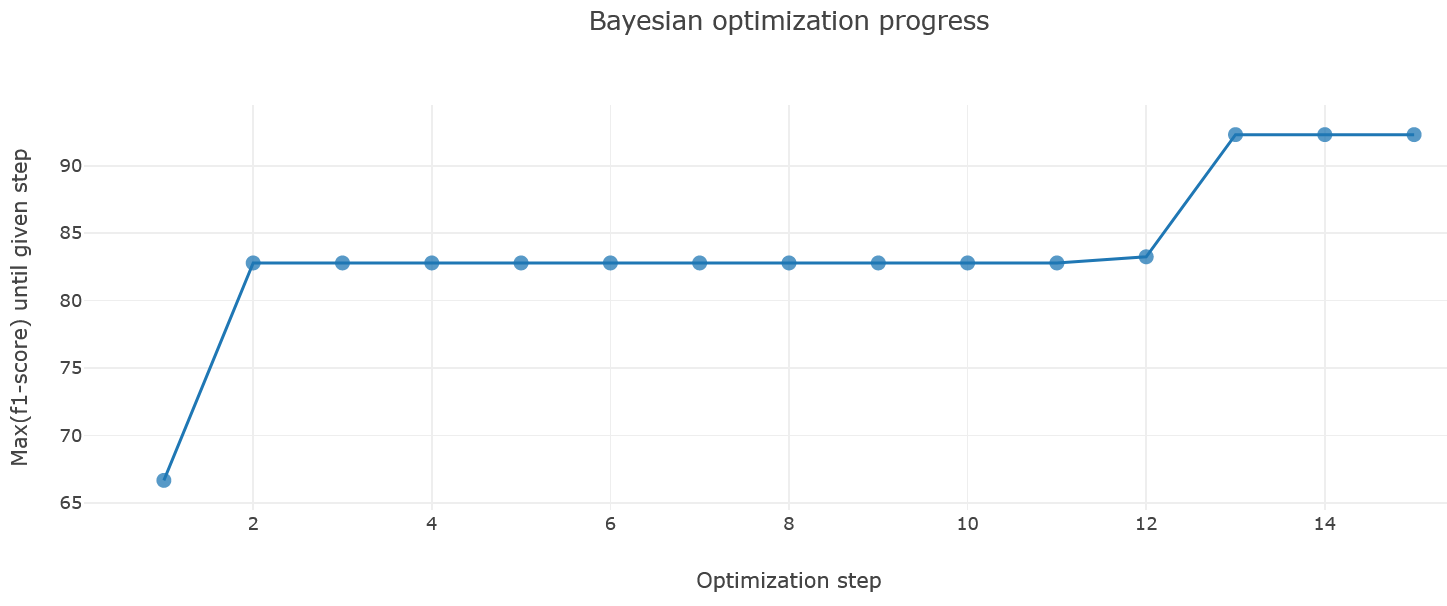 Bayesian optimization progress
Max(f1-score) until given step
90
85
80
75
70
65
2 4 6 8 10 12 14
Optimization step